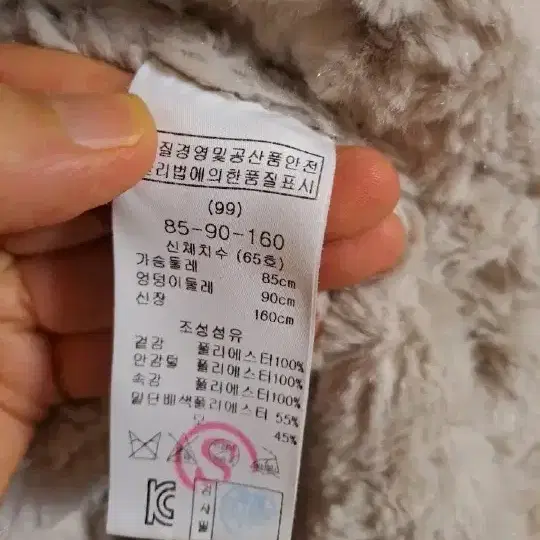 질경영및공산품안전
리법에의한품질표시
(99)
85-90-160
신체치수 (65호)
가슴둘레 85cm
엉덩이둘레 90cm
신장 160cm
조성섬유
겉감 폴리에스터100%
안감털 폴리에스터100%
속감 폴리에스터100%
밑단배색폴리에스터 55%
45%
검사필